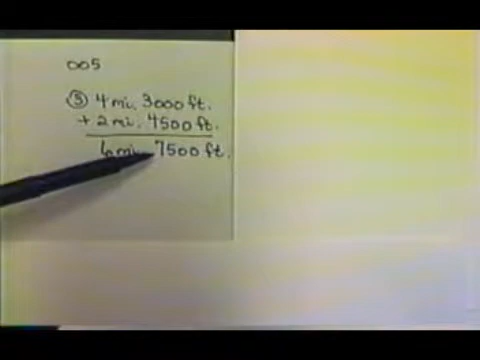 005
⑤ 4 mi. 3000 ft.
+ 2 mi. 4500 ft.
6 mi. 7500 ft.